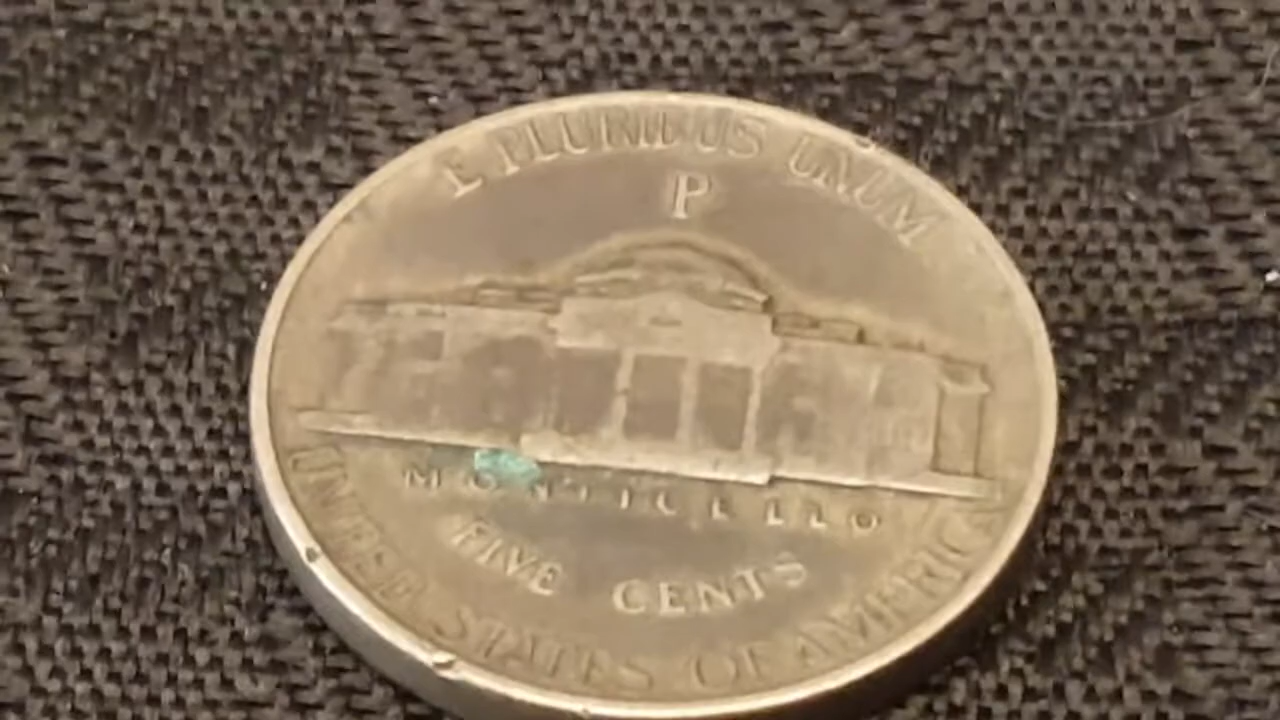 E PLURIBUS UNUM
P
MONTICELLO
FIVE CENTS
UNITED STATES OF AMERICA